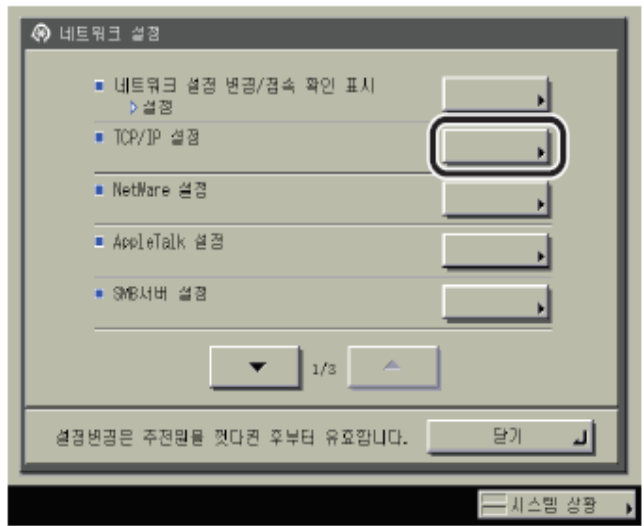 네트워크 설정
네트워크 설정 변경/접속 확인 표시
설정
TCP/IP 설정
NetWare 설정
AppleTalk 설정
SMB서버 설정
1/3
설정변경은 주전원을 껐다켠 후부터 유효합니다.
닫기
시스템 상황